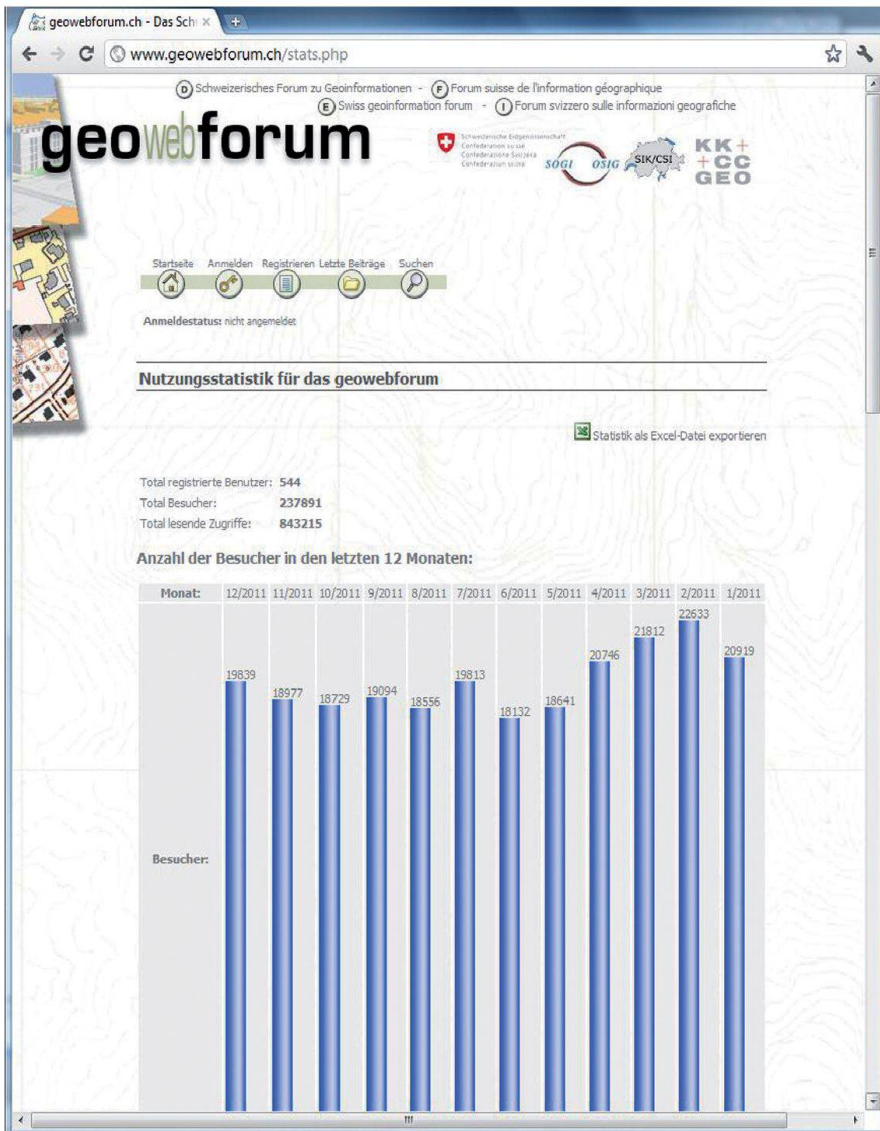 geowebforum.ch - Das Sch
www.geowebforum.ch/stats.php
D Schweizerisches Forum zu Geoinformationen - F Forum suisse de l'information géographique
E Swiss geoinformation forum - I Forum svizzero sulle informazioni geografiche
geowebforum
Schweizerische Eidgenossenschaft
Confédération suisse
Confederazione Svizzera
Confederaziun svizra
SOGI OSIG
SIK/CSI
KK+
+CC
GEO
Startseite Anmelden Registrieren Letzte Beiträge Suchen
Anmeldestatus: nicht angemeldet
Nutzungsstatistik für das geowebforum
Statistik als Excel-Datei exportieren
Total registrierte Benutzer: 544
Total Besucher: 237891
Total lesende Zugriffe: 843215
Anzahl der Besucher in den letzten 12 Monaten:
Monat: 12/2011 11/2011 10/2011 9/2011 8/2011 7/2011 6/2011 5/2011 4/2011 3/2011 2/2011 1/2011
Besucher: 19839 18977 18729 19094 18556 19813 18132 18641 20746 21812 22633 20919